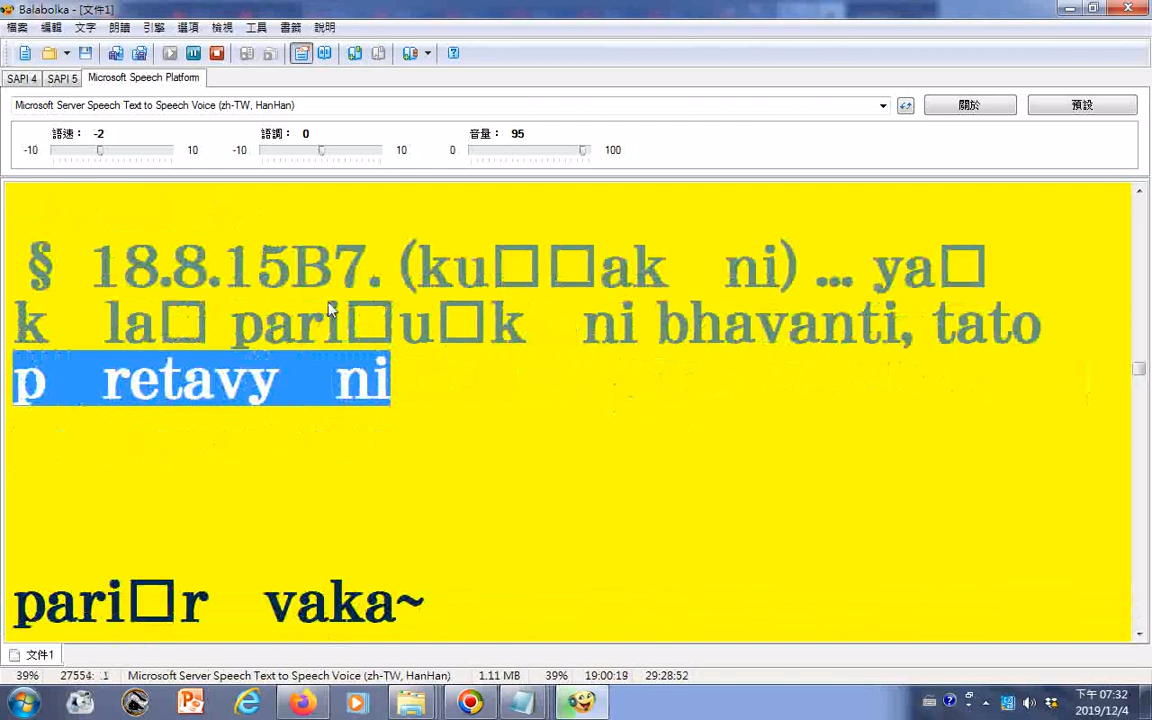 Balabolka - [文件1]
檔案 編輯 文字 朗讀 引擎 選項 檢視 工具 書籤 說明
SAPI 4 SAPI 5 Microsoft Speech Platform
Microsoft Server Speech Text to Speech Voice (zh-TW, HanHan) 關於 預設
語速： -2 語調： 0 音量： 95
-10 10 -10 10 0 100
§ 18.8.15B7. (ku□□ak ni) ... ya□
k la□ pari□u□k ni bhavanti, tato
p retavy ni
pari□r vaka~
文件1
39% Microsoft Server Speech Text to Speech Voice (zh-TW, HanHan) 1.11 MB 39% 19:00:18 29:28:52
下午 07:32
2019/12/4